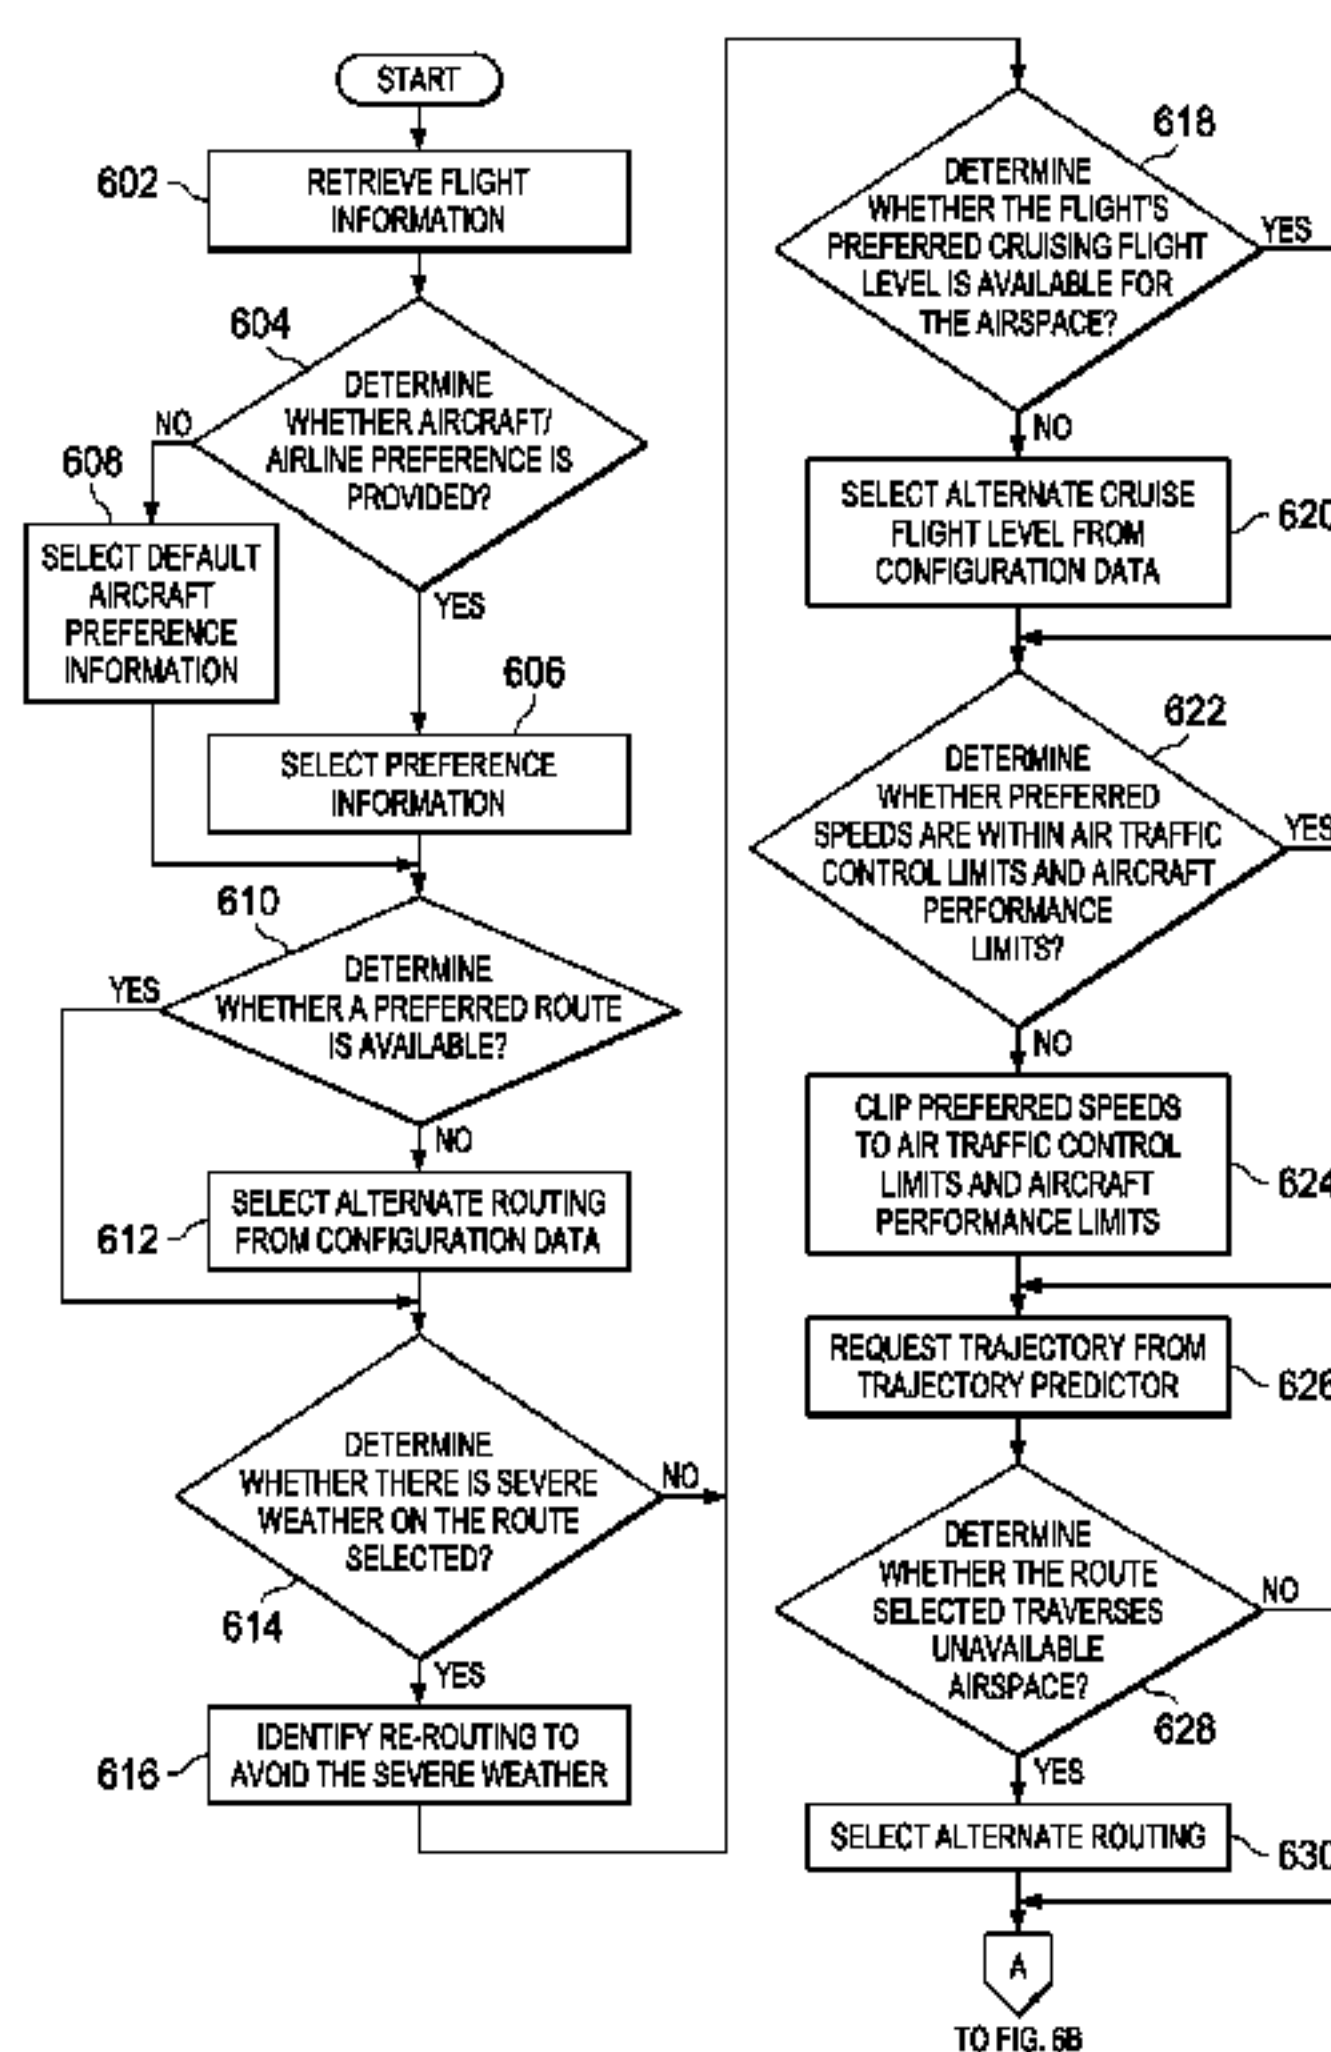 START
602
RETRIEVE FLIGHT
INFORMATION
604
DETERMINE
WHETHER AIRCRAFT/
AIRLINE PREFERENCE IS
PROVIDED?
NO
608
SELECT DEFAULT
AIRCRAFT
PREFERENCE
INFORMATION
YES
606
SELECT PREFERENCE
INFORMATION
610
DETERMINE
WHETHER A PREFERRED ROUTE
IS AVAILABLE?
YES
NO
612
SELECT ALTERNATE ROUTING
FROM CONFIGURATION DATA
DETERMINE
WHETHER THERE IS SEVERE
WEATHER ON THE ROUTE
SELECTED?
NO
614
YES
616
IDENTIFY RE-ROUTING TO
AVOID THE SEVERE WEATHER
618
DETERMINE
WHETHER THE FLIGHT'S
PREFERRED CRUISING FLIGHT
LEVEL IS AVAILABLE FOR
THE AIRSPACE?
YES
NO
SELECT ALTERNATE CRUISE
FLIGHT LEVEL FROM
CONFIGURATION DATA
620
622
DETERMINE
WHETHER PREFERRED
SPEEDS ARE WITHIN AIR TRAFFIC
CONTROL LIMITS AND AIRCRAFT
PERFORMANCE
LIMITS?
YES
NO
CLIP PREFERRED SPEEDS
TO AIR TRAFFIC CONTROL
LIMITS AND AIRCRAFT
PERFORMANCE LIMITS
624
REQUEST TRAJECTORY FROM
TRAJECTORY PREDICTOR
626
DETERMINE
WHETHER THE ROUTE
SELECTED TRAVERSES
UNAVAILABLE
AIRSPACE?
NO
628
YES
SELECT ALTERNATE ROUTING
630
A
TO FIG. 6B